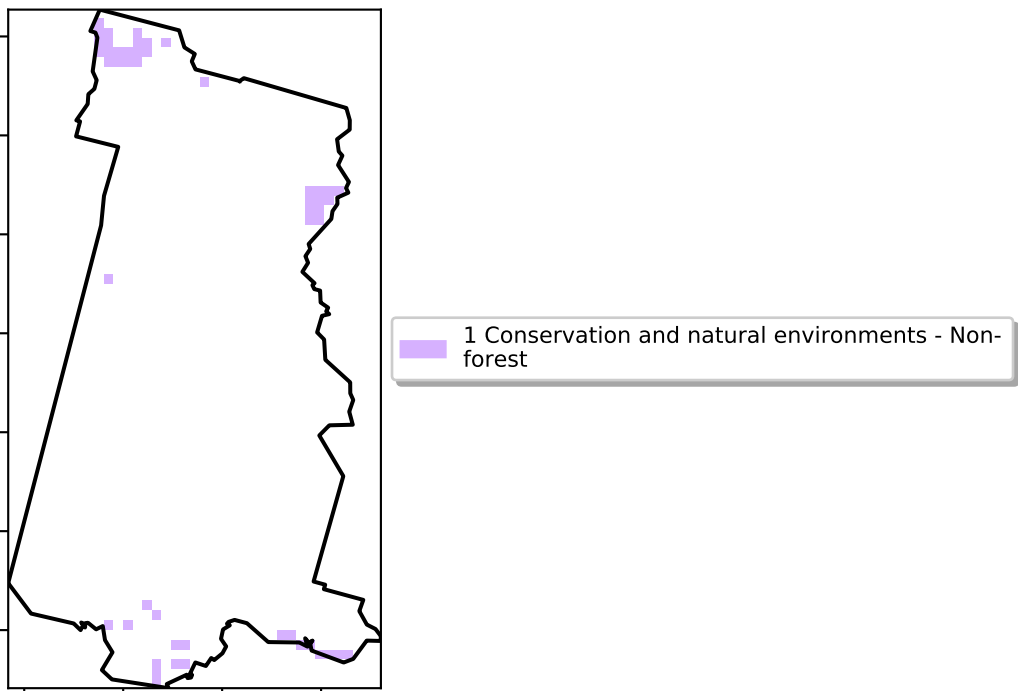 1 Conservation and natural environments - Non-
forest